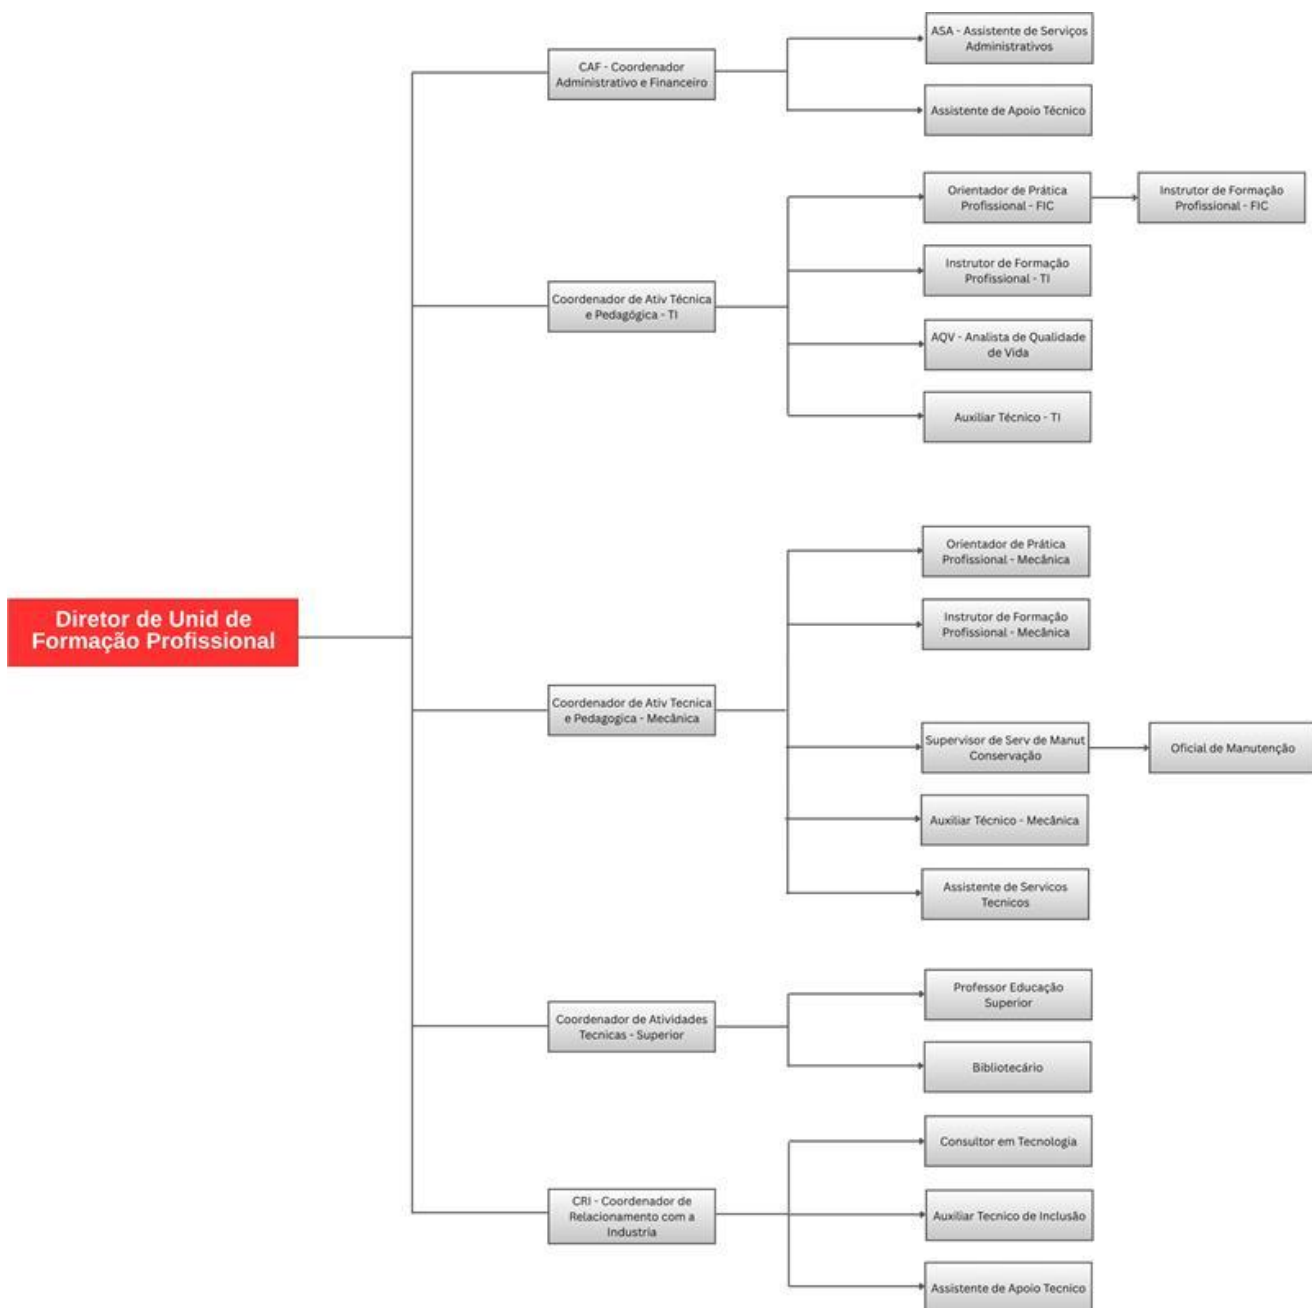 ASA - Assistente de Serviços
Administrativos
CAF - Coordenador
Administrativo e Financeiro
Assistente de Apoio Técnico
Orientador de Prática
Profissional - FIC
Instrutor de Formação
Profissional - FIC
Instrutor de Formação
Profissional - TI
Coordenador de Ativ Técnica
e Pedagógica - TI
AQV - Analista de Qualidade
de Vida
Auxiliar Técnico - TI
Orientador de Prática
Profissional - Mecânica
Diretor de Unid de
Formação Profissional
Instrutor de Formação
Profissional - Mecânica
Coordenador de Ativ Tecnica
e Pedagogica - Mecânica
Supervisor de Serv de Manut
Conservação
Oficial de Manutenção
Auxiliar Técnico - Mecânica
Assistente de Servicos
Tecnicos
Professor Educação
Superior
Coordenador de Atividades
Tecnicas - Superior
Bibliotecário
Consultor em Tecnologia
CRI - Coordenador de
Relacionamento com a
Industria
Auxiliar Tecnico de Inclusão
Assistente de Apoio Tecnico